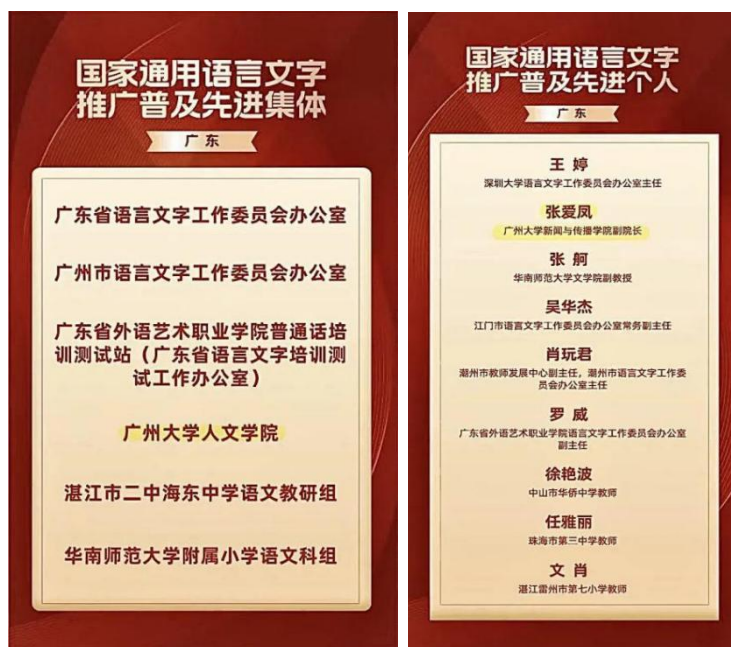 国家通用语言文字
推广普及先进集体
广东
广东省语言文字工作委员会办公室
广州市语言文字工作委员会办公室
广东省外语艺术职业学院普通话培
训测试站（广东省语言文字培训测
试工作办公室）
广州大学人文学院
湛江市二中海东中学语文教研组
华南师范大学附属小学语文科组
国家通用语言文字
推广普及先进个人
广东
王 婷
深圳大学语言文字工作委员会办公室主任
张爱凤
广州大学新闻与传播学院副院长
张 舸
华南师范大学文学院副教授
吴华杰
江门市语言文字工作委员会办公室常务副主任
肖玩君
潮州市教师发展中心副主任，潮州市语言文字工作委
员会办公室主任
罗 威
广东省外语艺术职业学院语言文字工作委员会办公室
副主任
徐艳波
中山市华侨中学教师
任雅丽
珠海市第三中学教师
文 肖
湛江雷州市第七小学教师